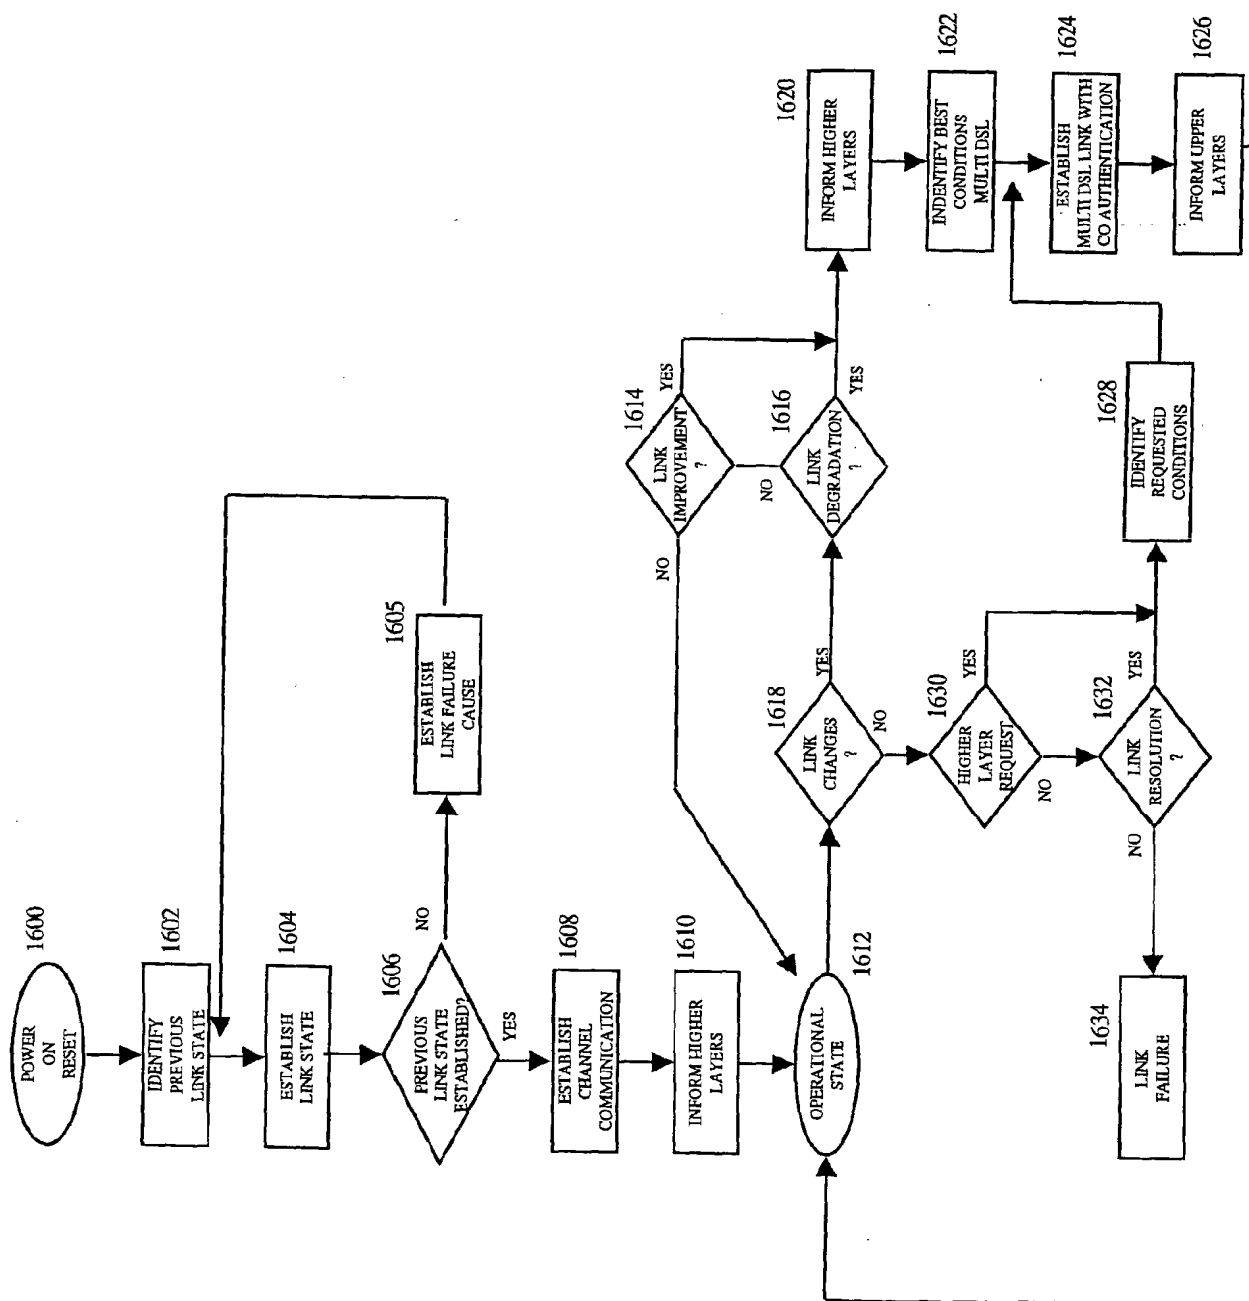 1600
POWER
ON
RESET
1602
IDENTIFY
PREVIOUS
LINK STATE
1604
ESTABLISH
LINK STATE
1606
PREVIOUS
LINK STATE
ESTABLISHED?
NO
YES
1605
ESTABLISH
LINK FAILURE
CAUSE
1608
ESTABLISH
CHANNEL
COMMUNICATION
1610
INFORM HIGHER
LAYERS
1612
OPERATIONAL
STATE
1614
LINK
IMPROVEMENT
?
YES
NO
1616
LINK
DEGRADATION
?
YES
NO
1618
LINK
CHANGES
?
YES
NO
1620
INFORM HIGHER
LAYERS
1622
INDENTIFY BEST
CONDITIONS
MULTI DSL
1624
ESTABLISH
MULTI DSL LINK WITH
CO AUTHENTICATION
1626
INFORM UPPER
LAYERS
1628
IDENTIFY
REQUESTED
CONDITIONS
1630
HIGHER
LAYER
REQUEST
YES
NO
1632
LINK
RESOLUTION
?
YES
NO
1634
LINK
FAILURE